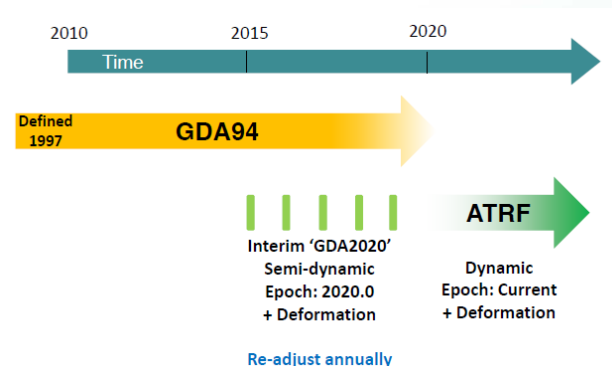 2010 2015 2020
Time
Defined
1997
GDA94
ATRF
Interim 'GDA2020'
Semi-dynamic
Epoch: 2020.0
+ Deformation
Dynamic
Epoch: Current
+ Deformation
Re-adjust annually